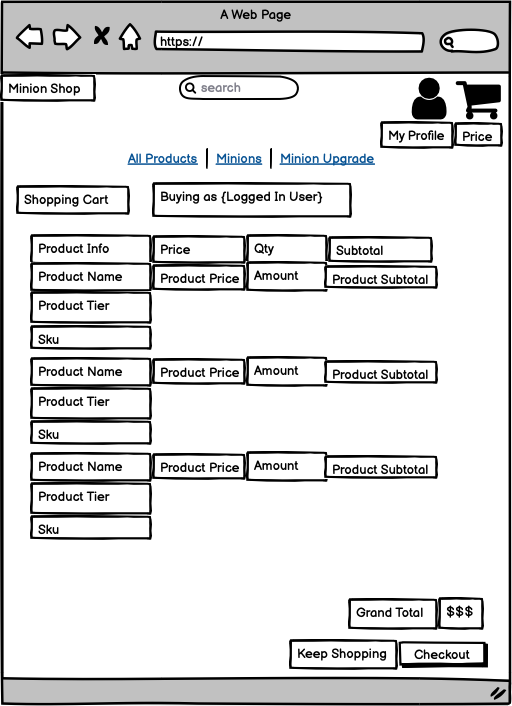 A Web Page
https://
Minion Shop
search
My Profile
Price
All Products
Minions
Minion Upgrade
Shopping Cart
Buying as {Logged In User}
Product Info
Price
Qty
Subtotal
Product Name
Product Price
Amount
Product Subtotal
Product Tier
Sku
Product Name
Product Price
Amount
Product Subtotal
Product Tier
Sku
Product Name
Product Price
Amount
Product Subtotal
Product Tier
Sku
Grand Total
$$$
Keep Shopping
Checkout